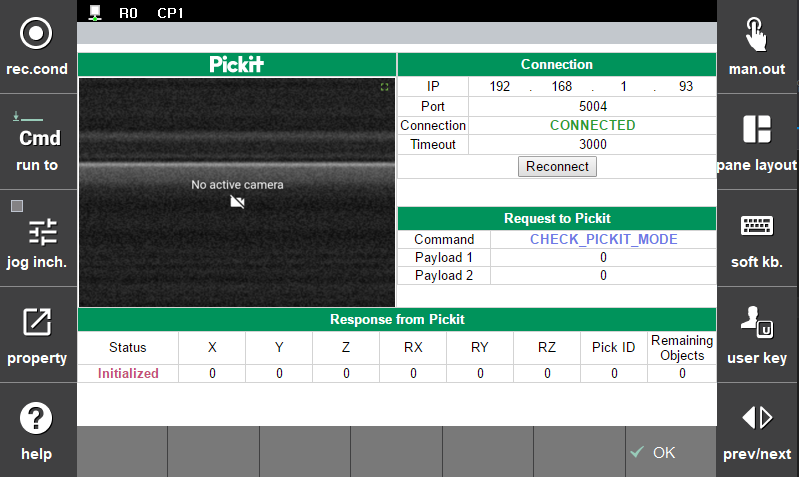 R0 CP1
rec.cond
Cmd
run to
jog inch.
property
help
Pickit
No active camera
Connection
IP 192 . 168 . 1 . 93
Port 5004
Connection CONNECTED
Timeout 3000
Reconnect
Request to Pickit
Command CHECK_PICKIT_MODE
Payload 1 0
Payload 2 0
Response from Pickit
Status X Y Z RX RY RZ Pick ID Remaining
Objects
Initialized 0 0 0 0 0 0 0 0
OK
man.out
pane layout
soft kb.
U
user key
prev/next